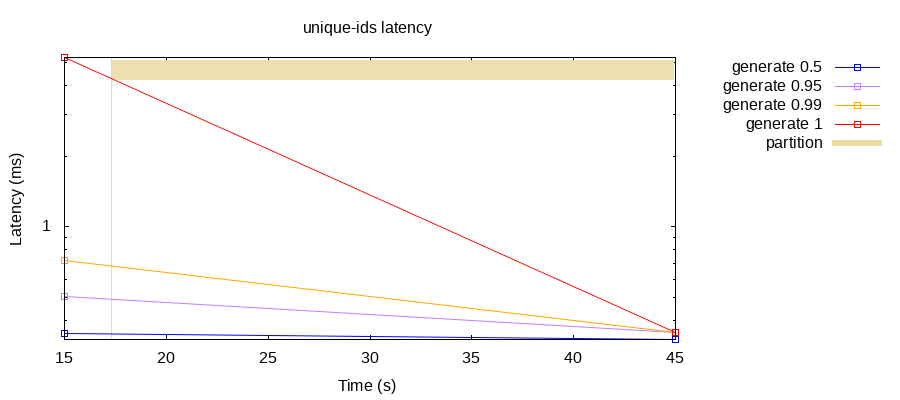 unique-ids latency
generate 0.5
generate 0.95
generate 0.99
generate 1
partition
Latency (ms)
1
15 20 25 30 35 40 45
Time (s)